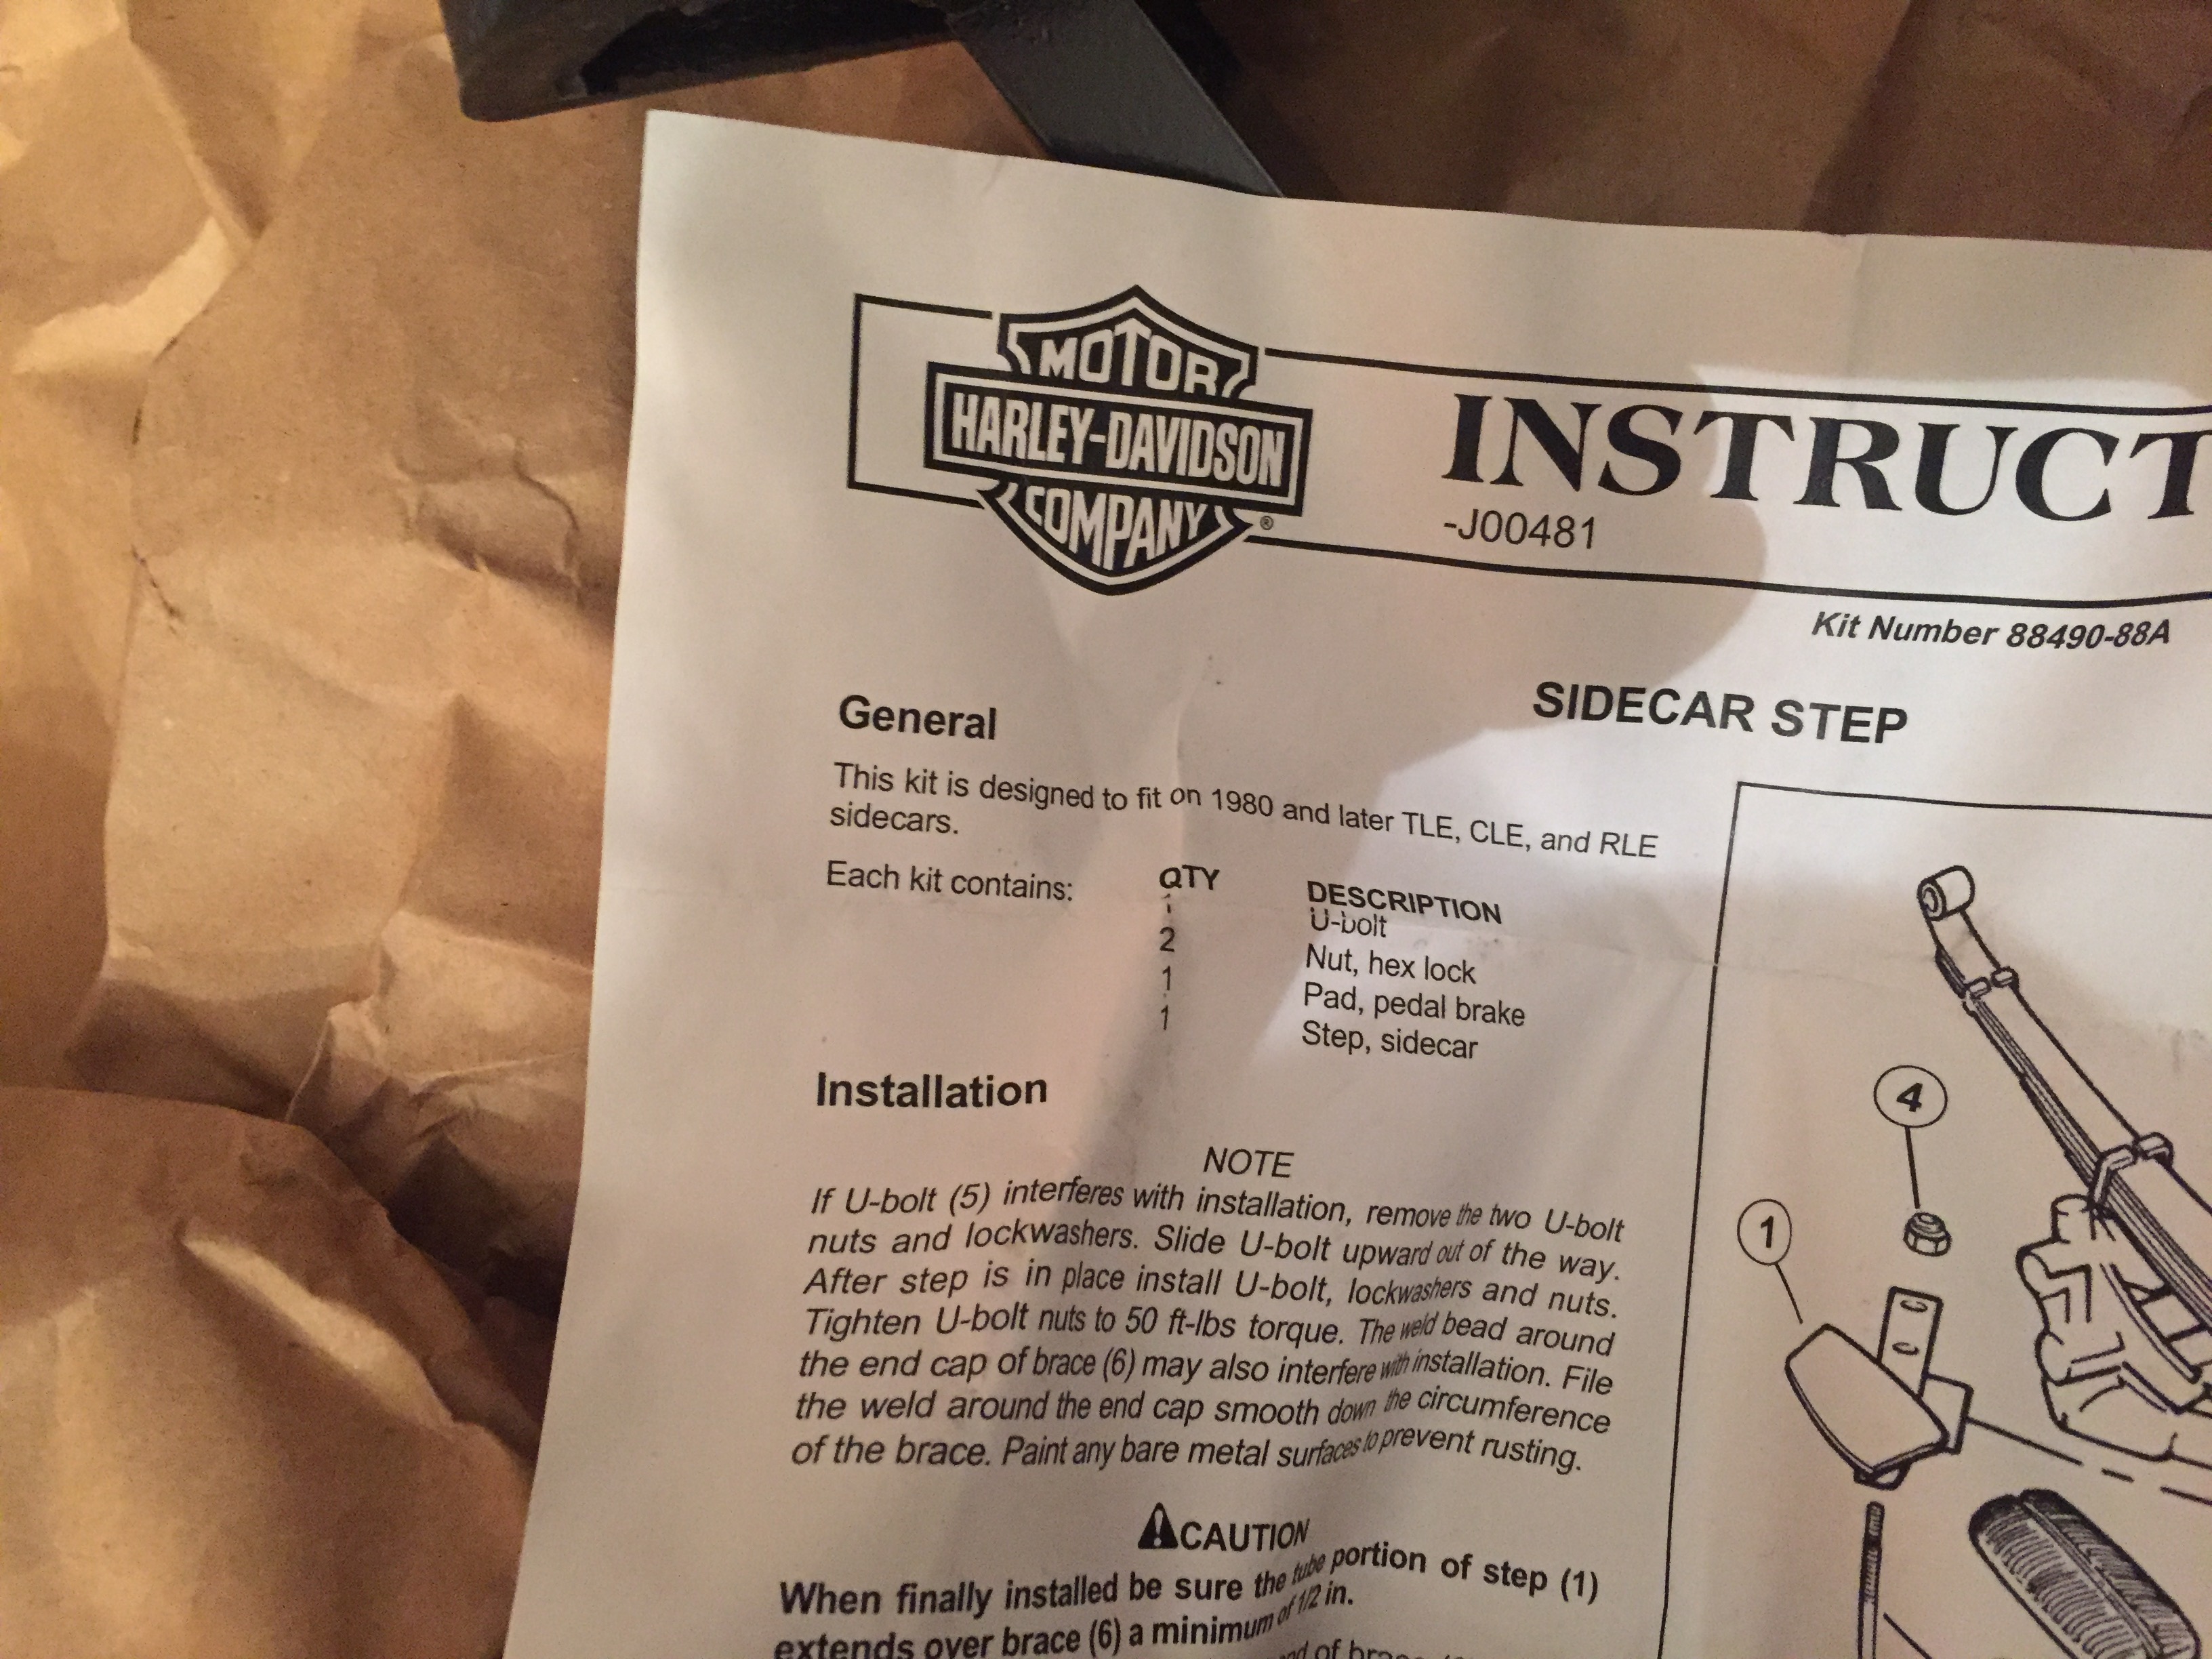 MOTOR
HARLEY-DAVIDSON
COMPANY
®
INSTRUCT
-J00481
Kit Number 88490-88A
SIDECAR STEP
General
This kit is designed to fit on 1980 and later TLE, CLE, and RLE
sidecars.
Each kit contains: QTY DESCRIPTION
1 U-bolt
2 Nut, hex lock
1 Pad, pedal brake
1 Step, sidecar
Installation
NOTE
If U-bolt (5) interferes with installation, remove the two U-bolt
nuts and lockwashers. Slide U-bolt upward out of the way.
After step is in place install U-bolt, lockwashers and nuts.
Tighten U-bolt nuts to 50 ft-lbs torque. The weld bead around
the end cap of brace (6) may also interfere with installation. File
the weld around the end cap smooth down the circumference
of the brace. Paint any bare metal surfaces to prevent rusting.
CAUTION
When finally installed be sure the tube portion of step (1)
extends over brace (6) a minimum of 1/2 in.
of
4
1